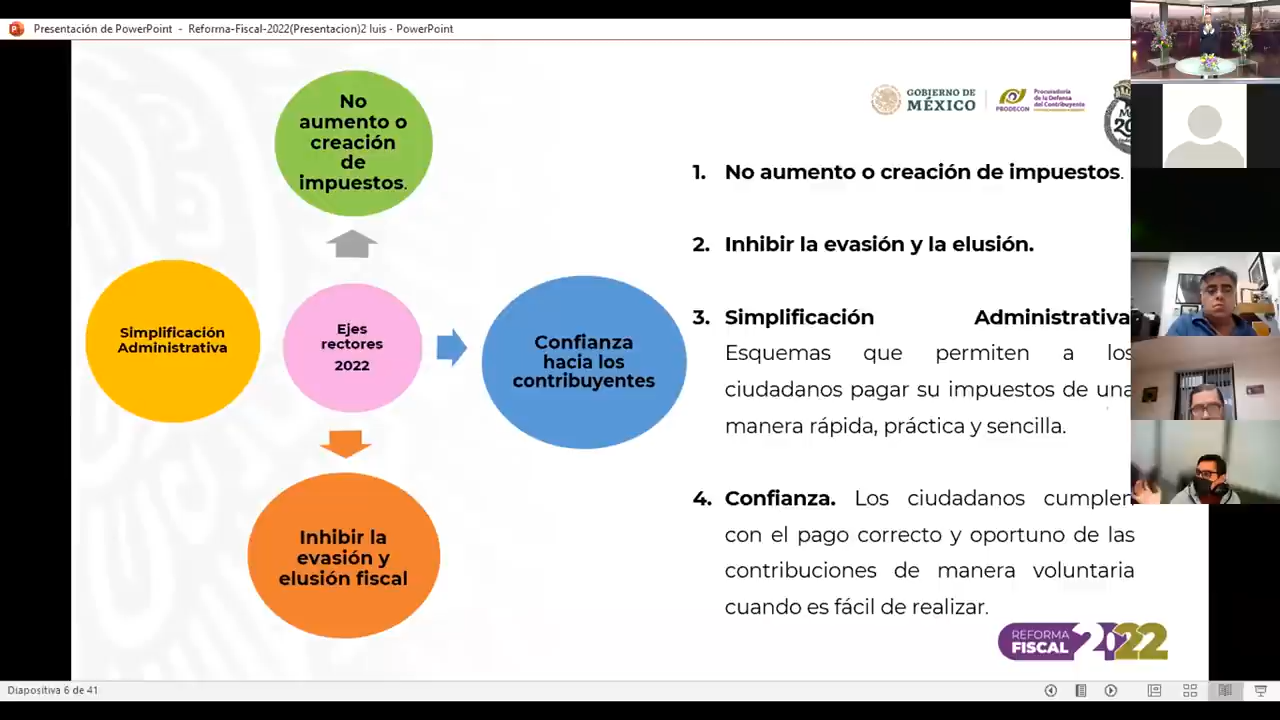 Presentación de PowerPoint - Reforma-Fiscal-2022(Presentacion)2 luis - PowerPoint
No
aumento o
creación
de
impuestos.
Simplificación
Administrativa
Ejes
rectores
2022
Confianza
hacia los
contribuyentes
Inhibir la
evasión y
elusión fiscal
GOBIERNO DE
MÉXICO
PRODECON
Procuraduría
de la Defensa
del Contribuyente
1. No aumento o creación de impuestos.
2. Inhibir la evasión y la elusión.
3. Simplificación Administrativa
Esquemas que permiten a los
ciudadanos pagar su impuestos de una
manera rápida, práctica y sencilla.
4. Confianza. Los ciudadanos cumplen
con el pago correcto y oportuno de las
contribuciones de manera voluntaria
cuando es fácil de realizar.
REFORMA
FISCAL 2022
Diapositiva 6 de 41